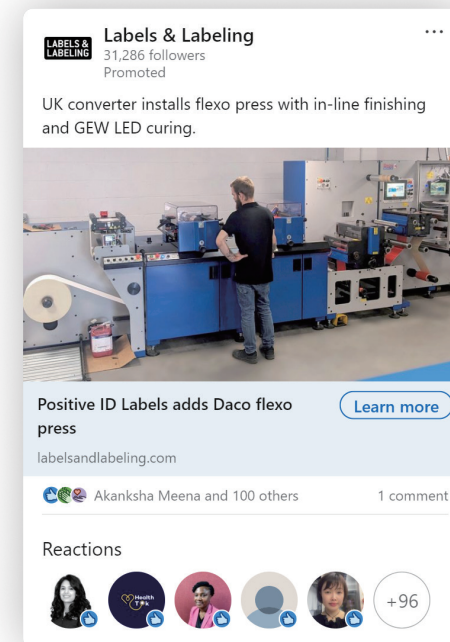 LABELS &
LABELING
Labels & Labeling
31,286 followers
Promoted
UK converter installs flexo press with in-line finishing
and GEW LED curing.
Positive ID Labels adds Daco flexo
press
Learn more
labelsandlabeling.com
Akanksha Meena and 100 others
1 comment
Reactions
Health
+96